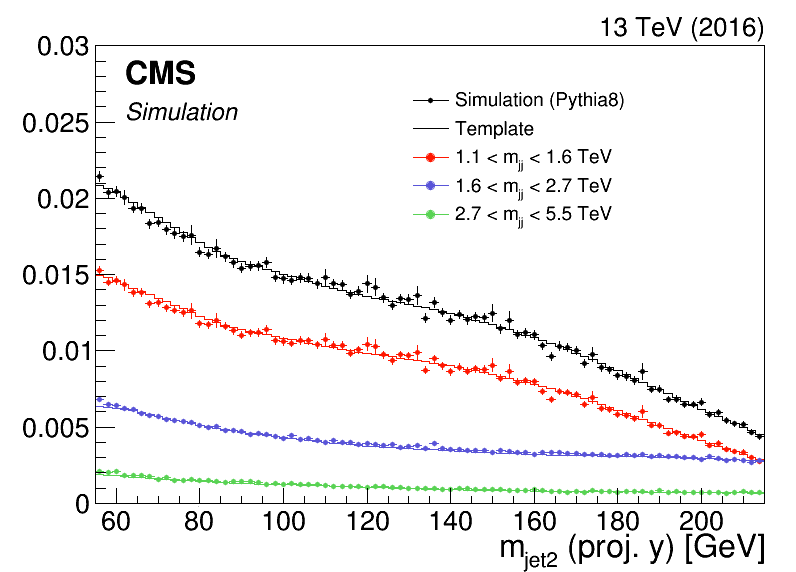 13 TeV (2016)
0.03
CMS
Simulation
Simulation (Pythia8)
Template
1.1 < mjj < 1.6 TeV
1.6 < mjj < 2.7 TeV
2.7 < mjj < 5.5 TeV
0.025
0.02
0.015
0.01
0.005
0
60 80 100 120 140 160 180 200
mjet2 (proj. y) [GeV]